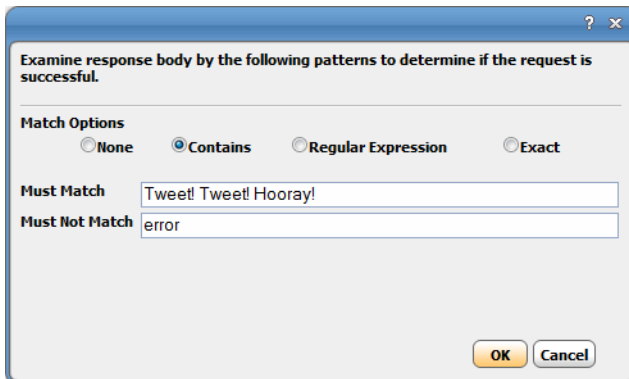 ?
Examine response body by the following patterns to determine if the request is
successful.
Match Options
None Contains Regular Expression Exact
Must Match Tweet! Tweet! Hooray!
Must Not Match error
OK Cancel